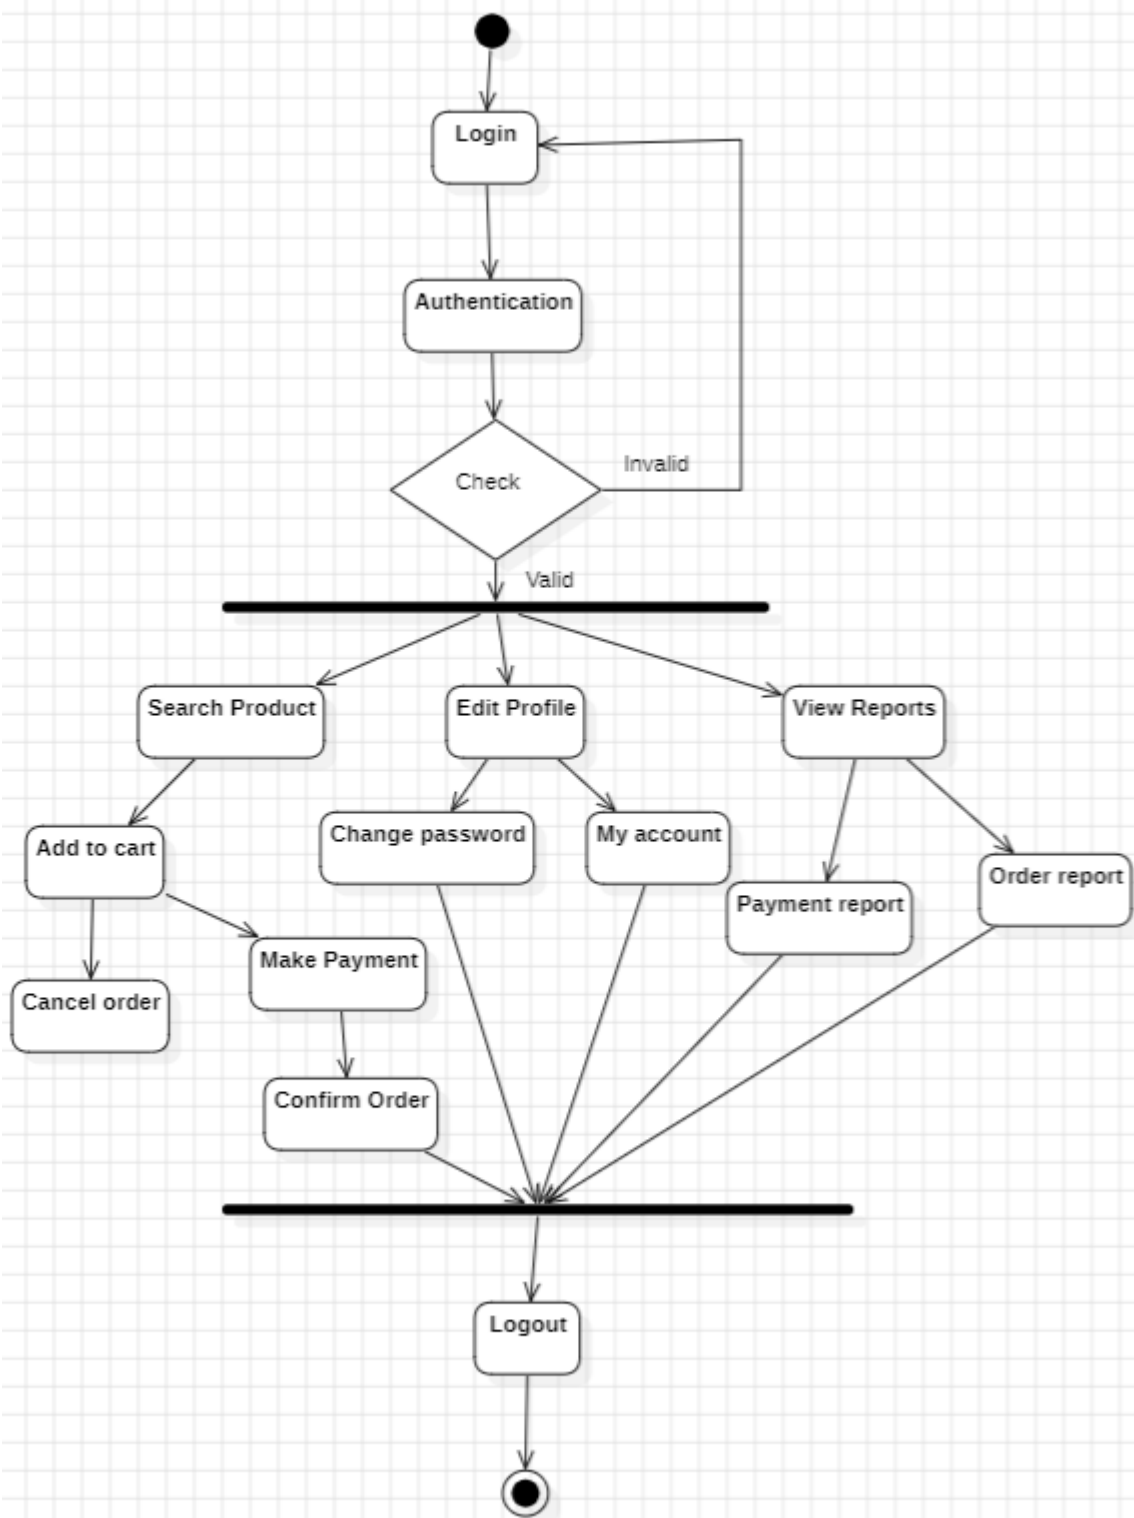 Login
Authentication
Check
Invalid
Valid
Search Product
Edit Profile
View Reports
Add to cart
Change password
My account
Payment report
Order report
Make Payment
Cancel order
Confirm Order
Logout